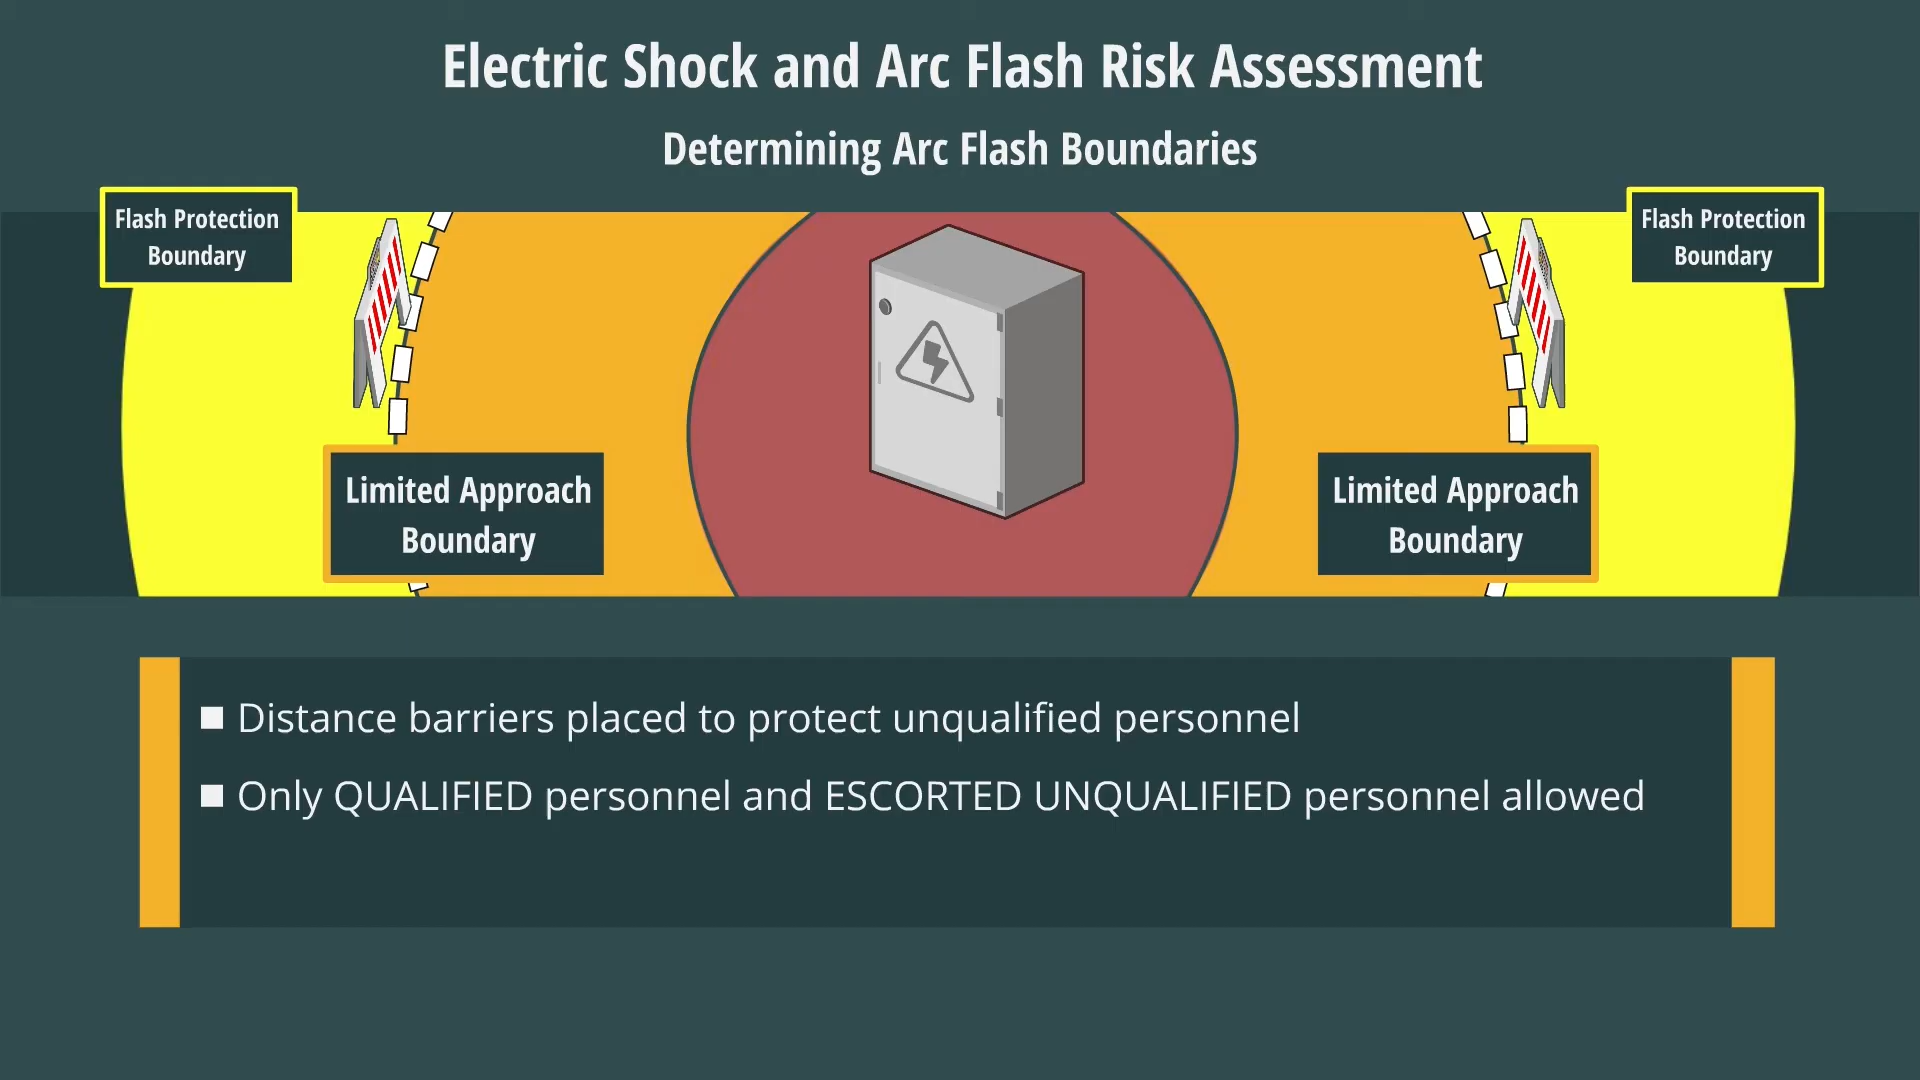 Electric Shock and Arc Flash Risk Assessment
Determining Arc Flash Boundaries
Flash Protection
Boundary
Flash Protection
Boundary
Limited Approach
Boundary
Limited Approach
Boundary
Distance barriers placed to protect unqualified personnel
Only QUALIFIED personnel and ESCORTED UNQUALIFIED personnel allowed